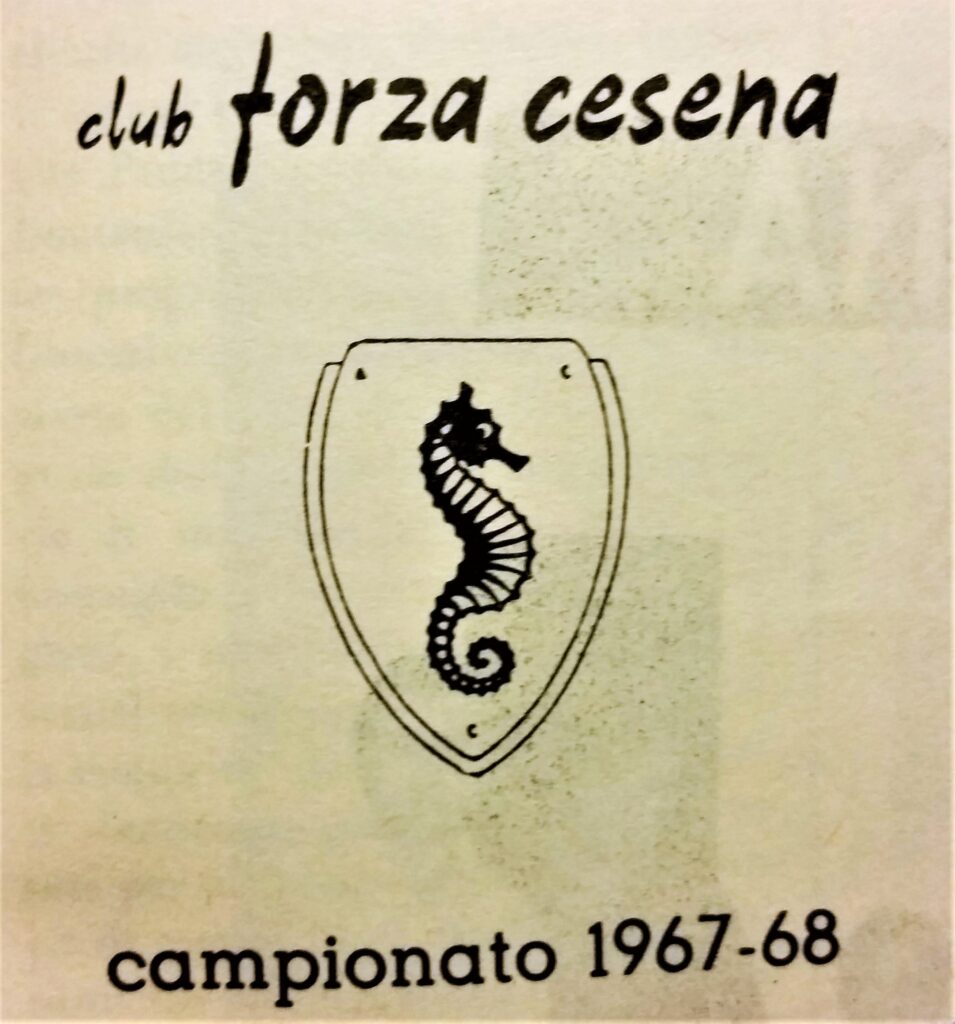 club forza cesena
A C
C
campionato 1967-68